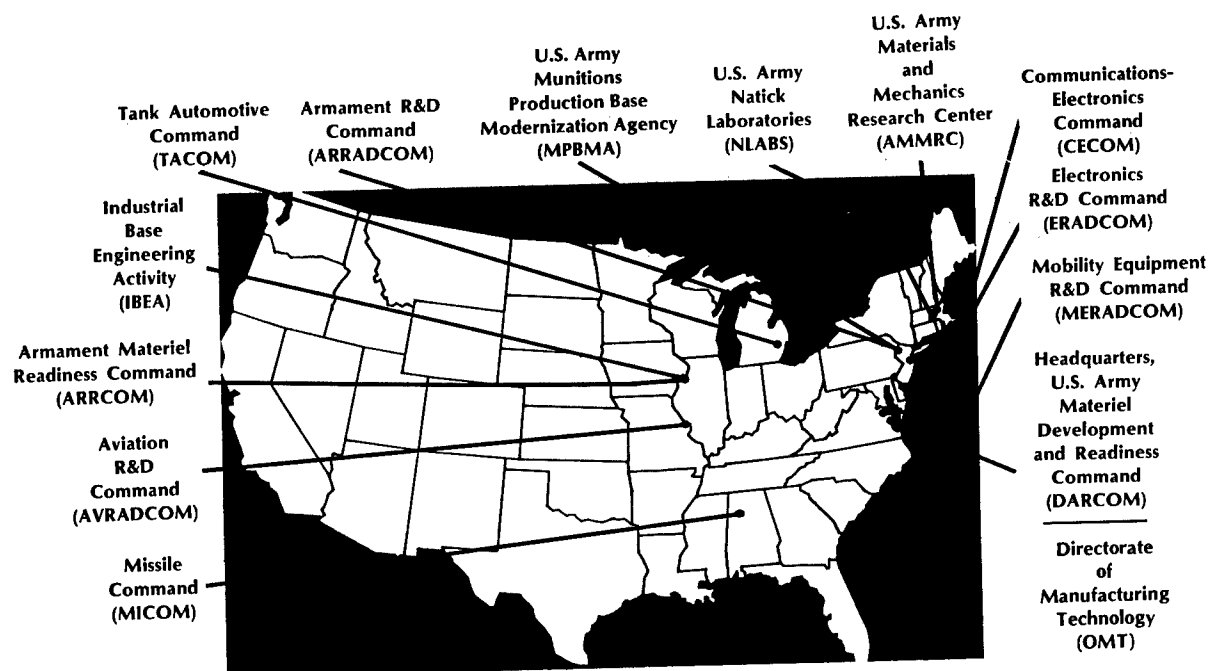 Tank Automotive
Command
(TACOM)
Armament R&D
Command
(ARRADCOM)
U.S. Army
Munitions
Production Base
Modernization Agency
(MPBMA)
U.S. Army
Natick
Laboratories
(NLABS)
U.S. Army
Materials
and
Mechanics
Research Center
(AMMRC)
Communications-
Electronics
Command
(CECOM)
Electronics
R&D Command
(ERADCOM)
Mobility Equipment
R&D Command
(MERADCOM)
Headquarters,
U.S. Army
Materiel
Development
and Readiness
Command
(DARCOM)
Directorate
of
Manufacturing
Technology
(OMT)
Industrial
Base
Engineering
Activity
(IBEA)
Armament Materiel
Readiness Command
(ARRCOM)
Aviation
R&D
Command
(AVRADCOM)
Missile
Command
(MICOM)